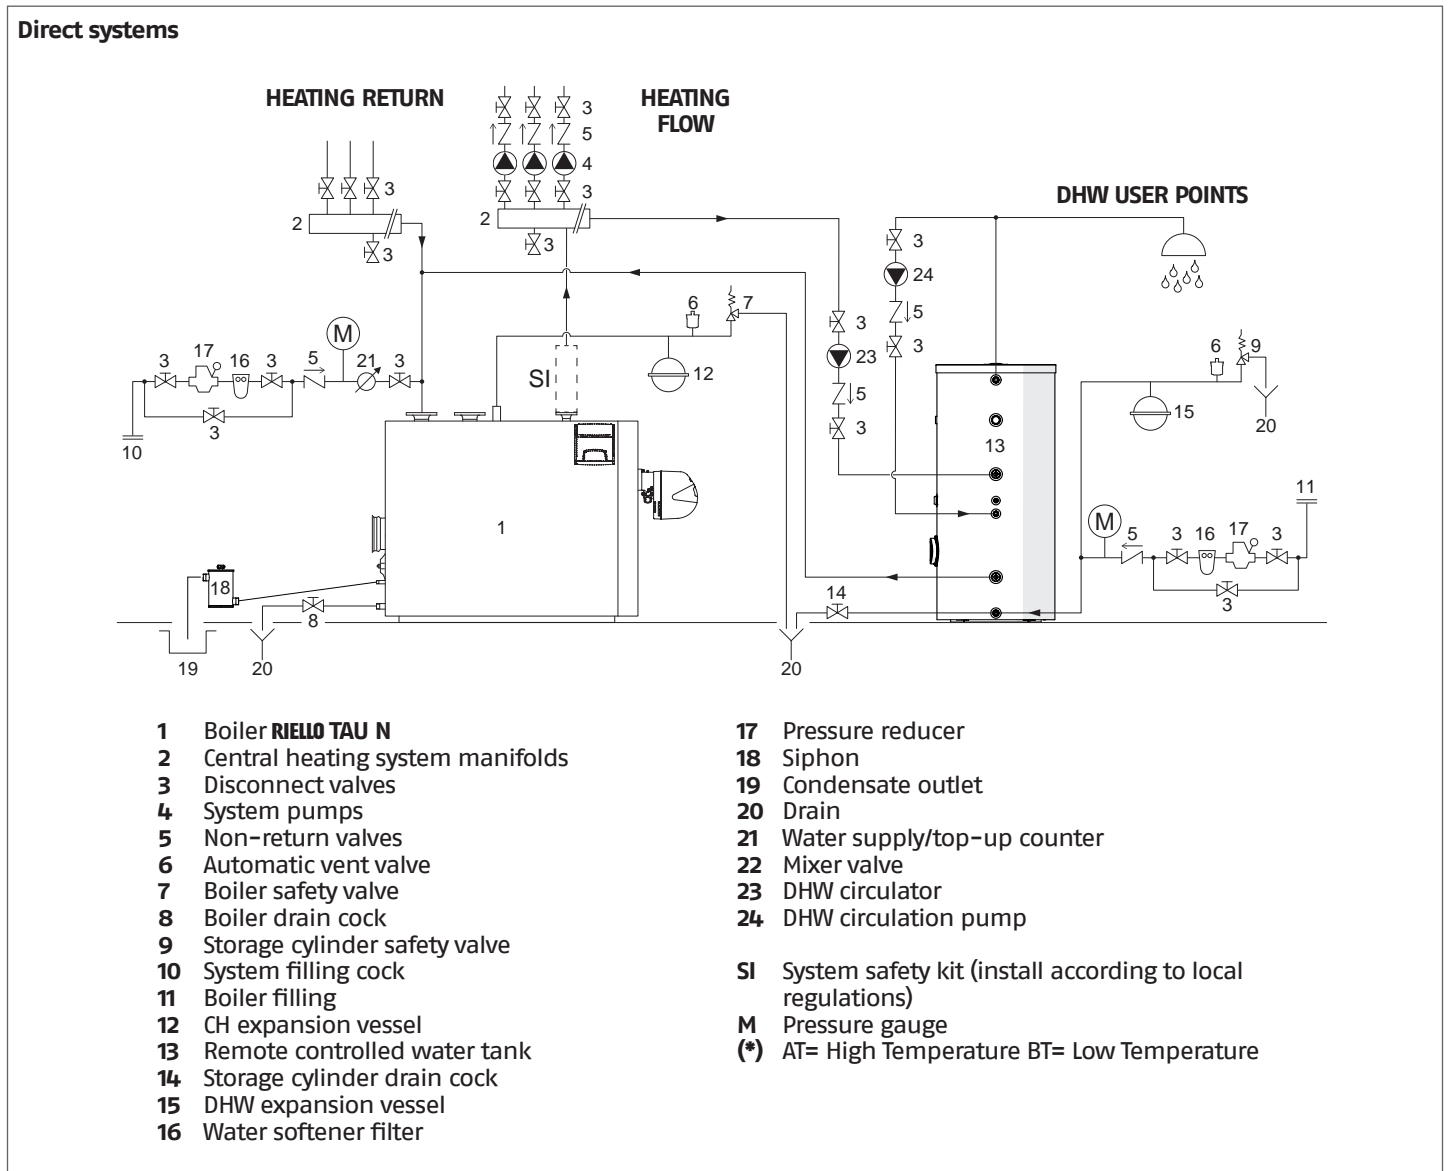 Direct systems
HEATING RETURN
HEATING
FLOW
3
5
4
3
3
2
2
3
3
DHW USER POINTS
3
24
5
3
6
7
3
23
5
3
12
M
3
17
16
3
5
21
3
3
10
SI
13
6
9
15
20
11
M
5
3
16
17
3
3
1
14
18
8
19
20
20
1 Boiler RIELLO TAU N
2 Central heating system manifolds
3 Disconnect valves
4 System pumps
5 Non-return valves
6 Automatic vent valve
7 Boiler safety valve
8 Boiler drain cock
9 Storage cylinder safety valve
10 System filling cock
11 Boiler filling
12 CH expansion vessel
13 Remote controlled water tank
14 Storage cylinder drain cock
15 DHW expansion vessel
16 Water softener filter
17 Pressure reducer
18 Siphon
19 Condensate outlet
20 Drain
21 Water supply/top-up counter
22 Mixer valve
23 DHW circulator
24 DHW circulation pump
SI System safety kit (install according to local
regulations)
M Pressure gauge
(*) AT= High Temperature BT= Low Temperature